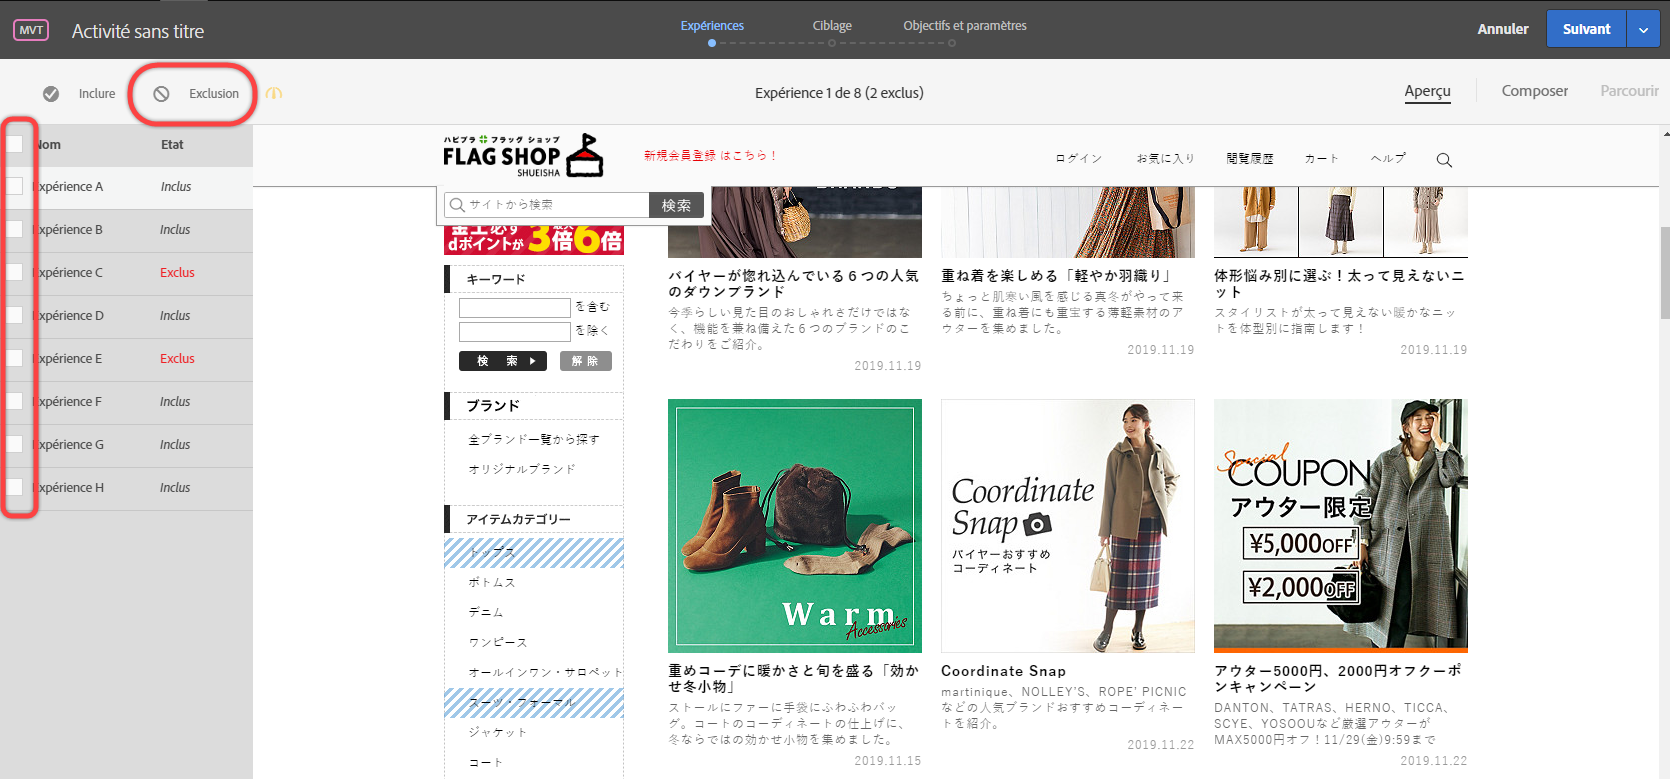 MVT
Activité sans titre
Expériences
Ciblage
Objectifs et paramètres
Annuler
Suivant
Inclure
Exclusion
Expérience 1 de 8 (2 exclus)
Aperçu
Composer
Parcourir
Nom
Etat
Expérience A
Inclus
Expérience B
Inclus
Expérience C
Exclus
Expérience D
Inclus
Expérience E
Exclus
Expérience F
Inclus
Expérience G
Inclus
Expérience H
Inclus
ハピプラ フラッグ ショップ
FLAG SHOP
SHUEISHA
新規会員登録 はこちら！
ログイン
お気に入り
閲覧履歴
カート
ヘルプ
サイトから検索
検索
dポイントが 3倍6倍
キーワード
を含む
を除く
検 索
解 除
ブランド
全ブランド一覧から探す
オリジナルブランド
アイテムカテゴリー
トップス
ボトムス
デニム
ワンピース
オールインワン・サロペット
スーツ・フォーマル
ジャケット
コート
バイヤーが惚れ込んでいる６つの人気
のダウンブランド
今季らしい見た目のおしゃれさだけではな
く、機能を兼ね備えた６つのブランドのこ
だわりをご紹介。
2019.11.19
重ね着を楽しめる「軽やか羽織り」
ちょっと肌寒い風を感じる真冬がやって来
る前に、重ね着にも重宝する薄軽素材のア
ウターを集めました。
2019.11.19
体形悩み別に選ぶ！太って見えないニ
ット
スタイリストが太って見えない暖かなニッ
トを体型別に指南します！
2019.11.19
Warm
Accessories
重めコーデに暖かさと旬を盛る「効か
せ冬小物」
ストールにファーに手袋にふわふわバッ
グ。コートのコーディネートの仕上げに、
冬ならではの効かせ小物を集めました。
2019.11.15
Coordinate
Snap
バイヤーおすすめ
コーディネート
Coordinate Snap
martinique、NOLLEY'S、ROPE' PICNIC
などの人気ブランドおすすめコーディネー
トを紹介。
2019.11.22
Special
COUPON
アウター限定
¥5,000OFF
¥2,000OFF
アウター5000円、2000円オフクーポ
ンキャンペーン
DANTON、TATRAS、HERNO、TICCA、
SCYE、YOSOOUなど厳選アウターが
MAX5000円オフ！11/29(金)9:59まで
2019.11.22